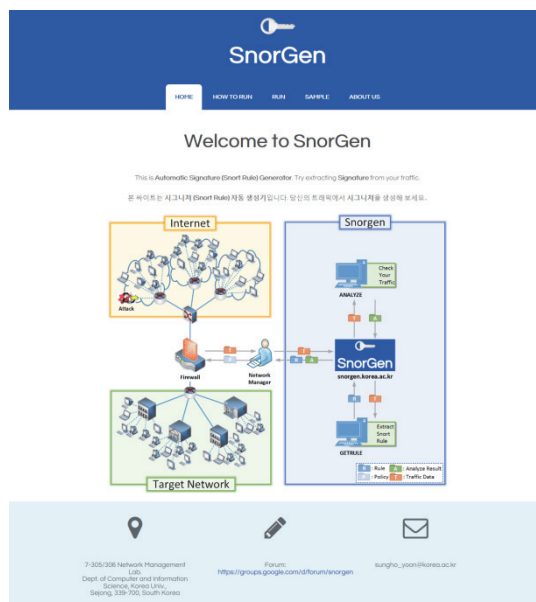 SnorGen
HOME HOW TO RUN RUN SAMPLE ABOUT US
Welcome to SnorGen
This is Automatic Signature (Snort Rule) Generator. Try extracting Signature from your traffic.
본 싸이트는 시그니쳐(Snort Rule) 자동 생성기입니다. 당신의 트래픽에서 시그니쳐를 생성해 보세요.
Internet
Attack
Firewall
Network
Manager
Target Network
Snorgen
Check
Your
Traffic
ANALYZE
T A
T
R A
P
SnorGen
snorgen.korea.ac.kr
R T
Extract
Snort
Rule
GETRULE
R : Rule A : Analyze Result
P : Policy T : Traffic Data
7-305/306 Network Management
Lab.
Dept. of Computer and Information
Science, Korea Univ.,
Sejong, 339-700, South Korea
Forum:
https://groups.google.com/d/forum/snorgen
sungho_yoon@korea.ac.kr